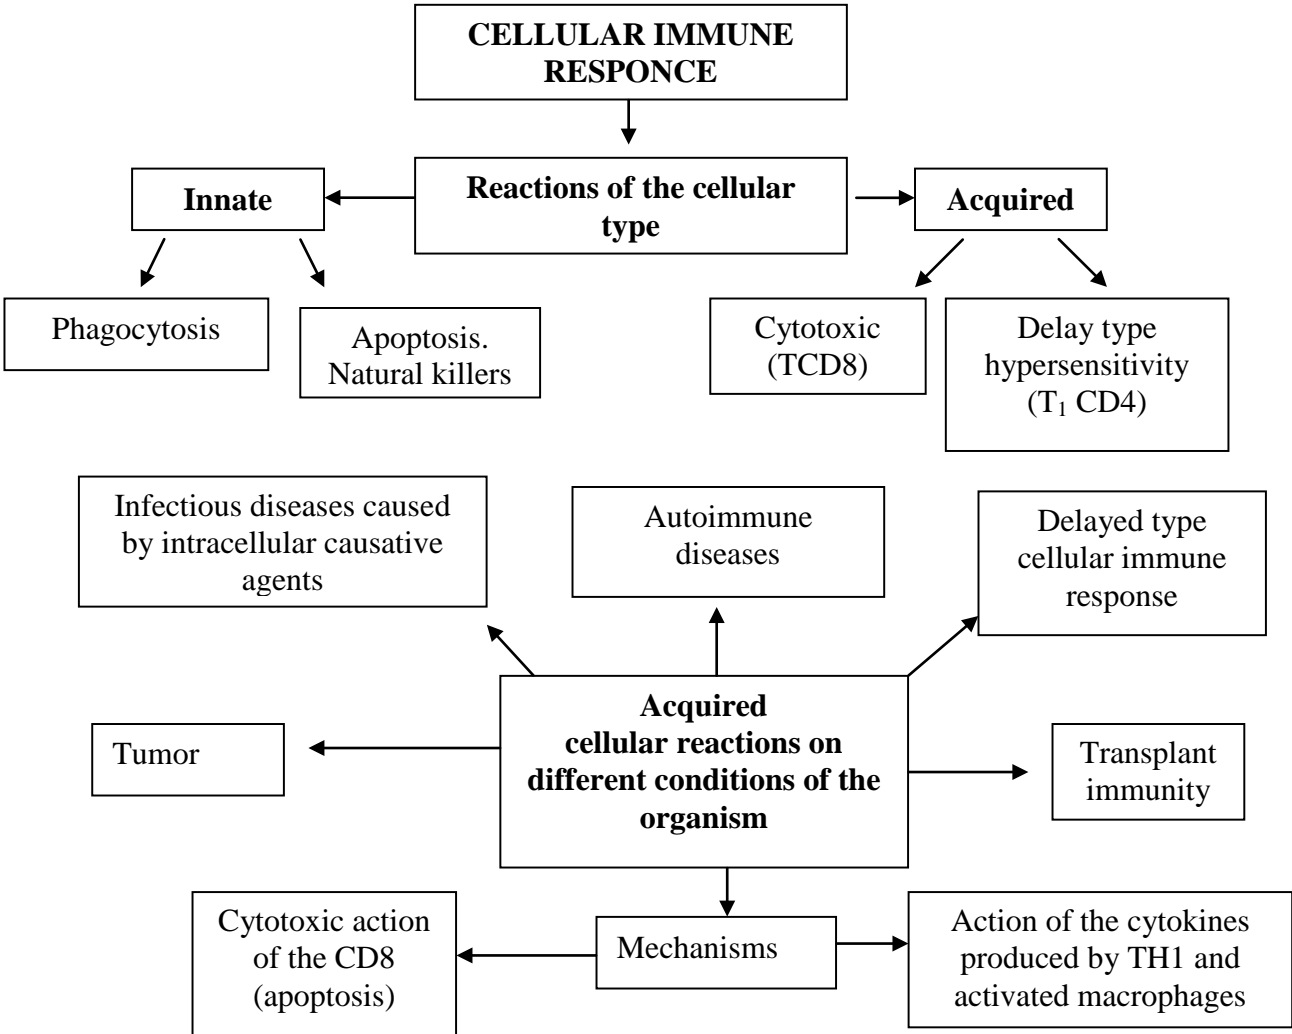 CELLULAR IMMUNE
RESPONCE
Reactions of the cellular
type
Innate
Acquired
Phagocytosis
Apoptosis.
Natural killers
Cytotoxic
(TCD8)
Delay type
hypersensitivity
(T₁ CD4)
Infectious diseases caused
by intracellular causative
agents
Autoimmune
diseases
Delayed type
cellular immune
response
Tumor
Acquired
cellular reactions on
different conditions of the
organism
Transplant
immunity
Cytotoxic action
of the CD8
(apoptosis)
Mechanisms
Action of the cytokines
produced by TH1 and
activated macrophages